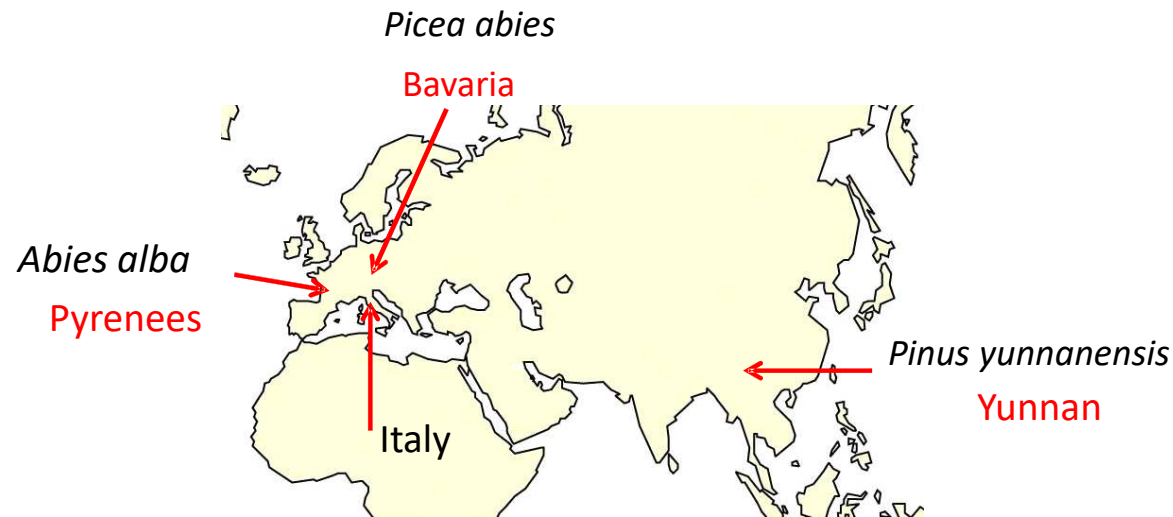 Picea abies
Bavaria
Abies alba
Pyrenees
Italy
Pinus yunnanensis
Yunnan